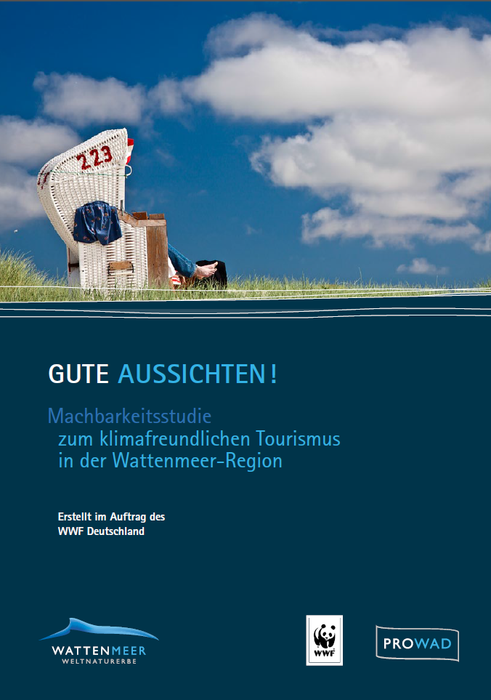 223
GUTE AUSSICHTEN!
Machbarkeitsstudie
zum klimafreundlichen Tourismus
in der Wattenmeer-Region
Erstellt im Auftrag des
WWF Deutschland
WATTENMEER
WELTNATURERBE
WWF
PROWAD